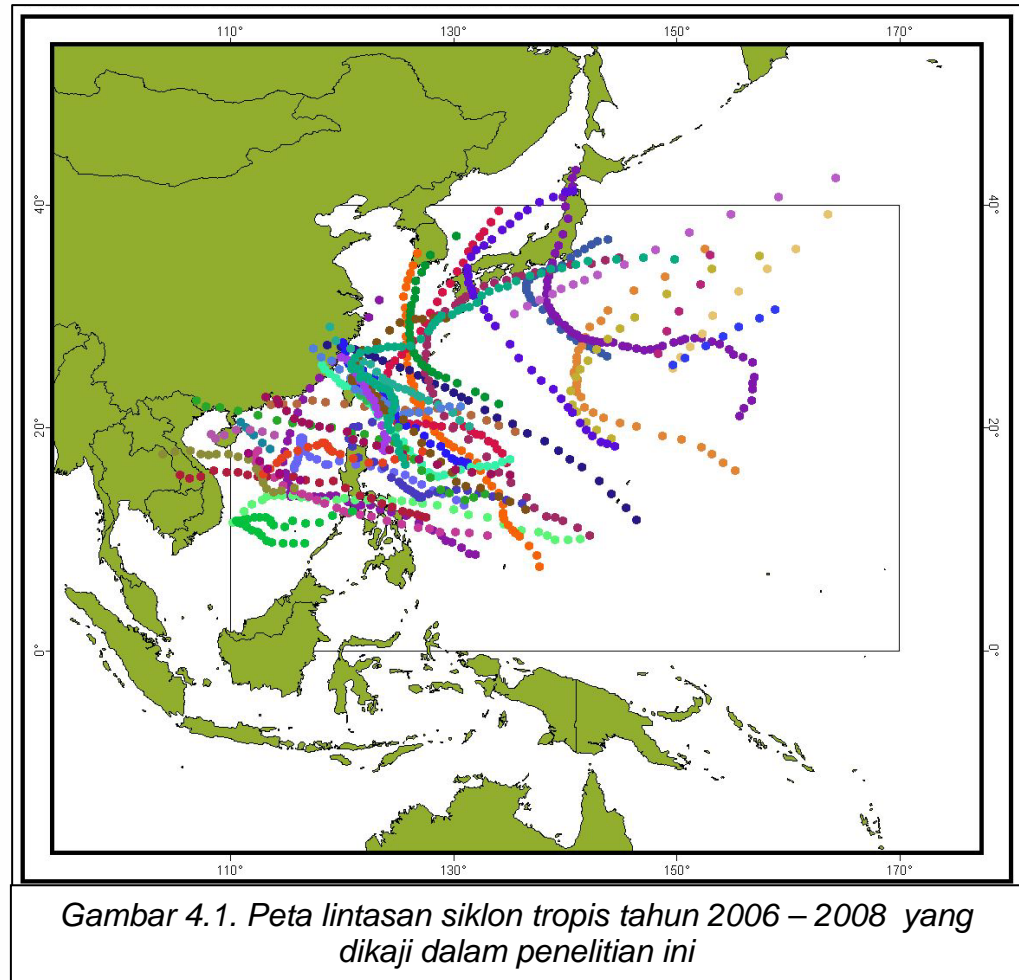 110° 130° 150° 170°
40° 40°
20° 20°
0° 0°
110° 130° 150° 170°
Gambar 4.1. Peta lintasan siklon tropis tahun 2006 – 2008 yang
dikaji dalam penelitian ini